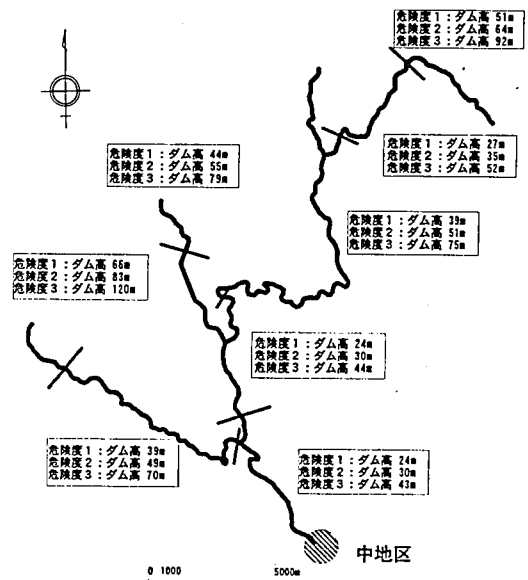 危険度1:ダム高 51m
危険度2:ダム高 64m
危険度3:ダム高 92m
危険度1:ダム高 27m
危険度2:ダム高 35m
危険度3:ダム高 52m
危険度1:ダム高 44m
危険度2:ダム高 55m
危険度3:ダム高 79m
危険度1:ダム高 39m
危険度2:ダム高 51m
危険度3:ダム高 75m
危険度1:ダム高 66m
危険度2:ダム高 83m
危険度3:ダム高 120m
危険度1:ダム高 24m
危険度2:ダム高 30m
危険度3:ダム高 44m
危険度1:ダム高 39m
危険度2:ダム高 49m
危険度3:ダム高 70m
危険度1:ダム高 24m
危険度2:ダム高 30m
危険度3:ダム高 43m
中地区
0 1000 5000m